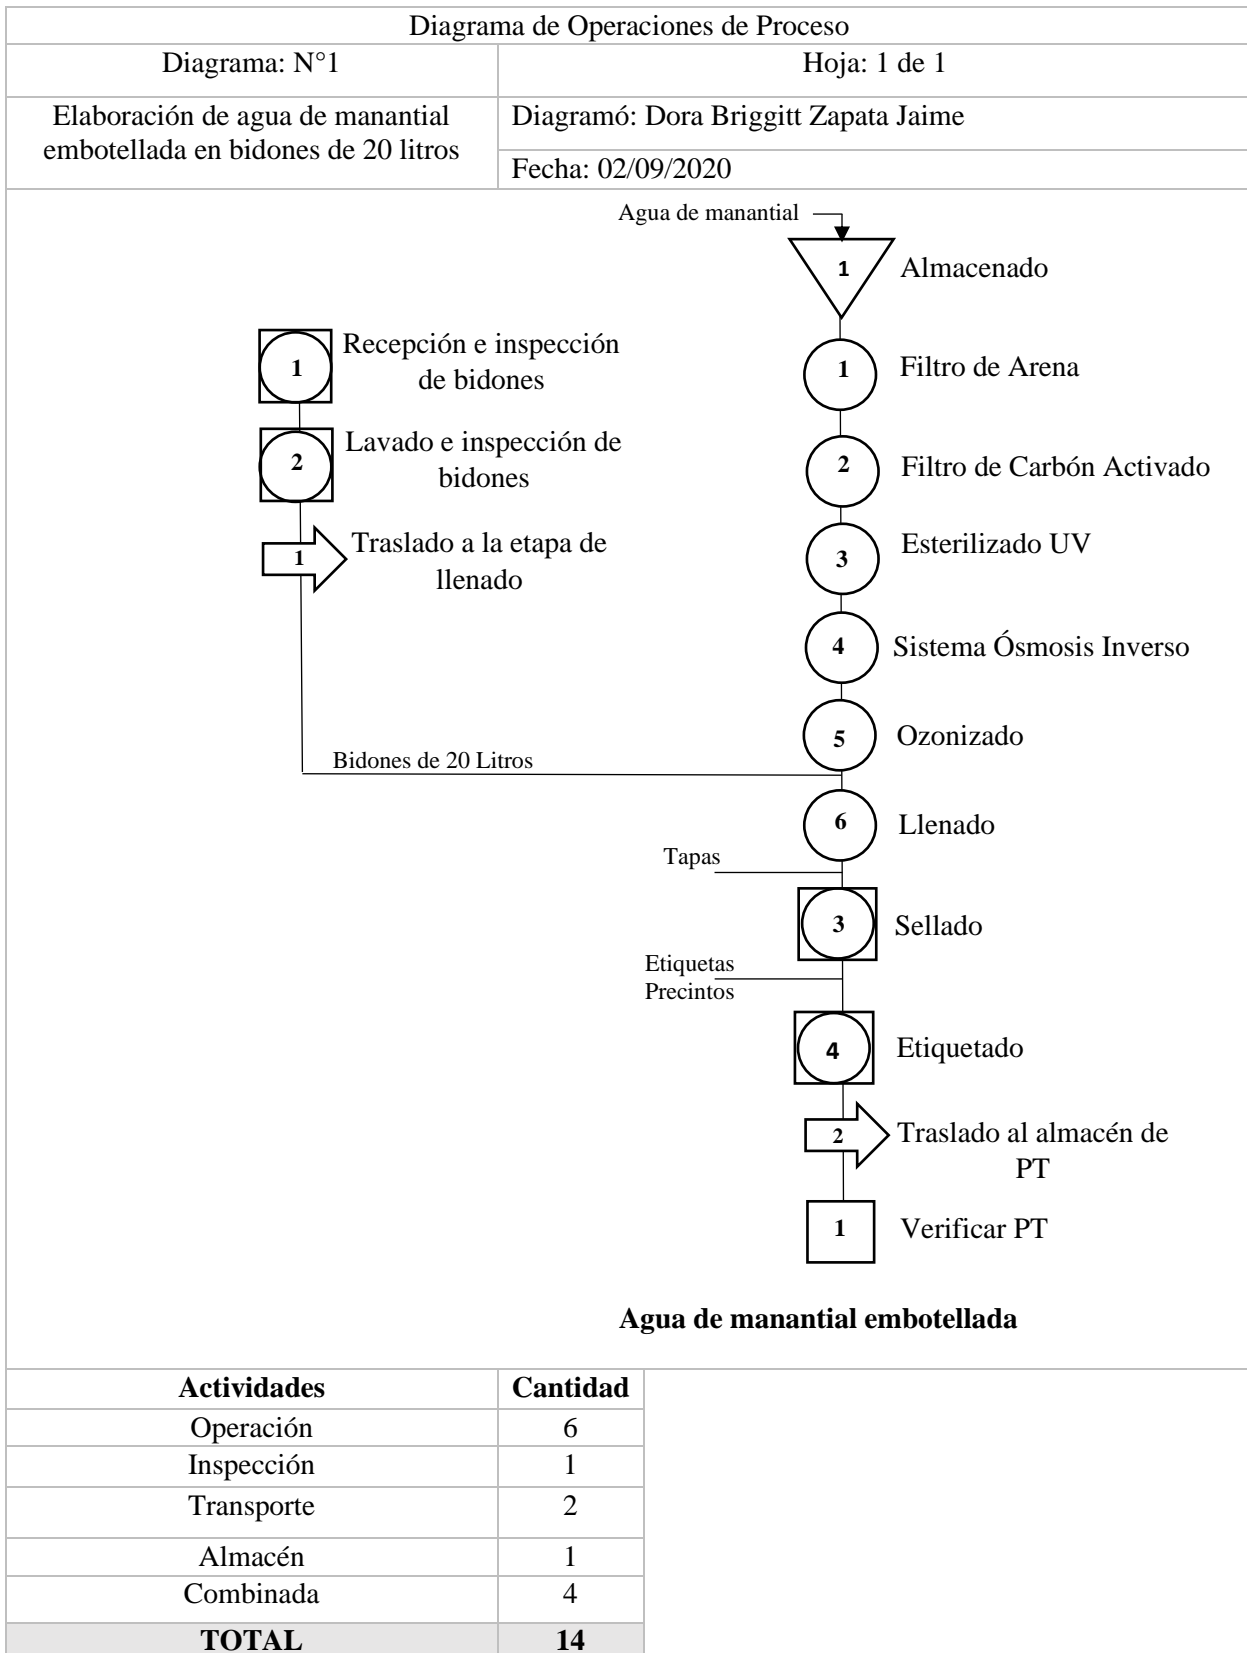 Diagrama de Operaciones de Proceso
Diagrama: N°1
Hoja: 1 de 1
Elaboración de agua de manantial
embotellada en bidones de 20 litros
Diagramó: Dora Briggitt Zapata Jaime
Fecha: 02/09/2020
Agua de manantial
1
Almacenado
1
Recepción e inspección
de bidones
1
Filtro de Arena
2
Lavado e inspección de
bidones
2
Filtro de Carbón Activado
1
Traslado a la etapa de
llenado
3
Esterilizado UV
4
Sistema Ósmosis Inverso
5
Ozonizado
Bidones de 20 Litros
6
Llenado
Tapas
3
Sellado
Etiquetas
Precintos
4
Etiquetado
2
Traslado al almacén de
PT
1
Verificar PT
Agua de manantial embotellada
Actividades Cantidad
Operación 6
Inspección 1
Transporte 2
Almacén 1
Combinada 4
TOTAL 14